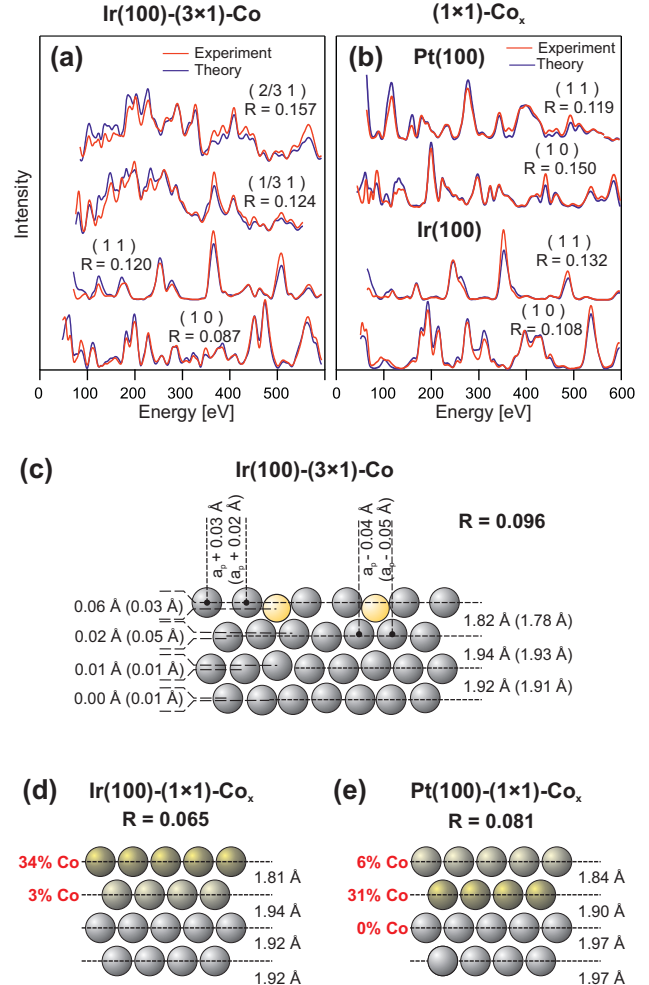 Ir(100)-(3×1)-Co
(1×1)-Coₓ
(a)
Experiment
Theory
( 2/3 1 )
R = 0.157
( 1/3 1 )
R = 0.124
( 1 1 )
R = 0.120
( 1 0 )
R = 0.087
Intensity
0 100 200 300 400 500
Energy [eV]
(b)
Pt(100)
Experiment
Theory
( 1 1 )
R = 0.119
( 1 0 )
R = 0.150
Ir(100)
( 1 1 )
R = 0.132
( 1 0 )
R = 0.108
0 100 200 300 400 500 600
Energy [eV]
(c)
Ir(100)-(3×1)-Co
R = 0.096
aₚ + 0.03 Å
(aₚ + 0.02 Å)
aₚ - 0.04 Å
(aₚ - 0.05 Å)
0.06 Å (0.03 Å)
0.02 Å (0.05 Å)
0.01 Å (0.01 Å)
0.00 Å (0.01 Å)
1.82 Å (1.78 Å)
1.94 Å (1.93 Å)
1.92 Å (1.91 Å)
(d)
Ir(100)-(1×1)-Coₓ
R = 0.065
34% Co
3% Co
1.81 Å
1.94 Å
1.92 Å
1.92 Å
(e)
Pt(100)-(1×1)-Coₓ
R = 0.081
6% Co
31% Co
0% Co
1.84 Å
1.90 Å
1.97 Å
1.97 Å